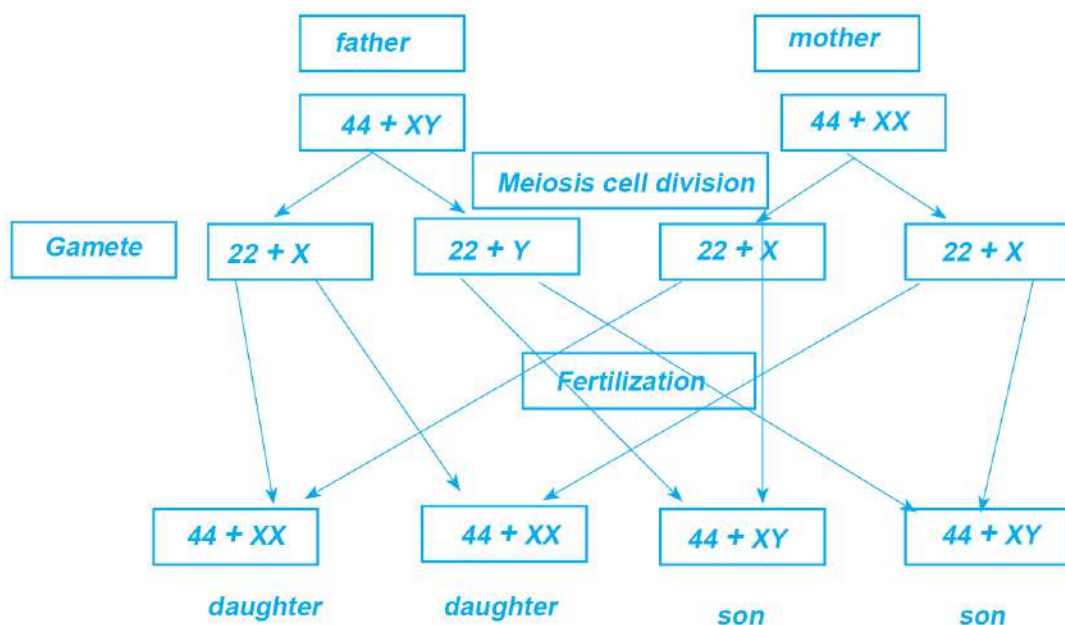 father
mother
44 + XY
44 + XX
Meiosis cell division
Gamete
22 + X
22 + Y
22 + X
22 + X
Fertilization
44 + XX
44 + XX
44 + XY
44 + XY
daughter
daughter
son
son